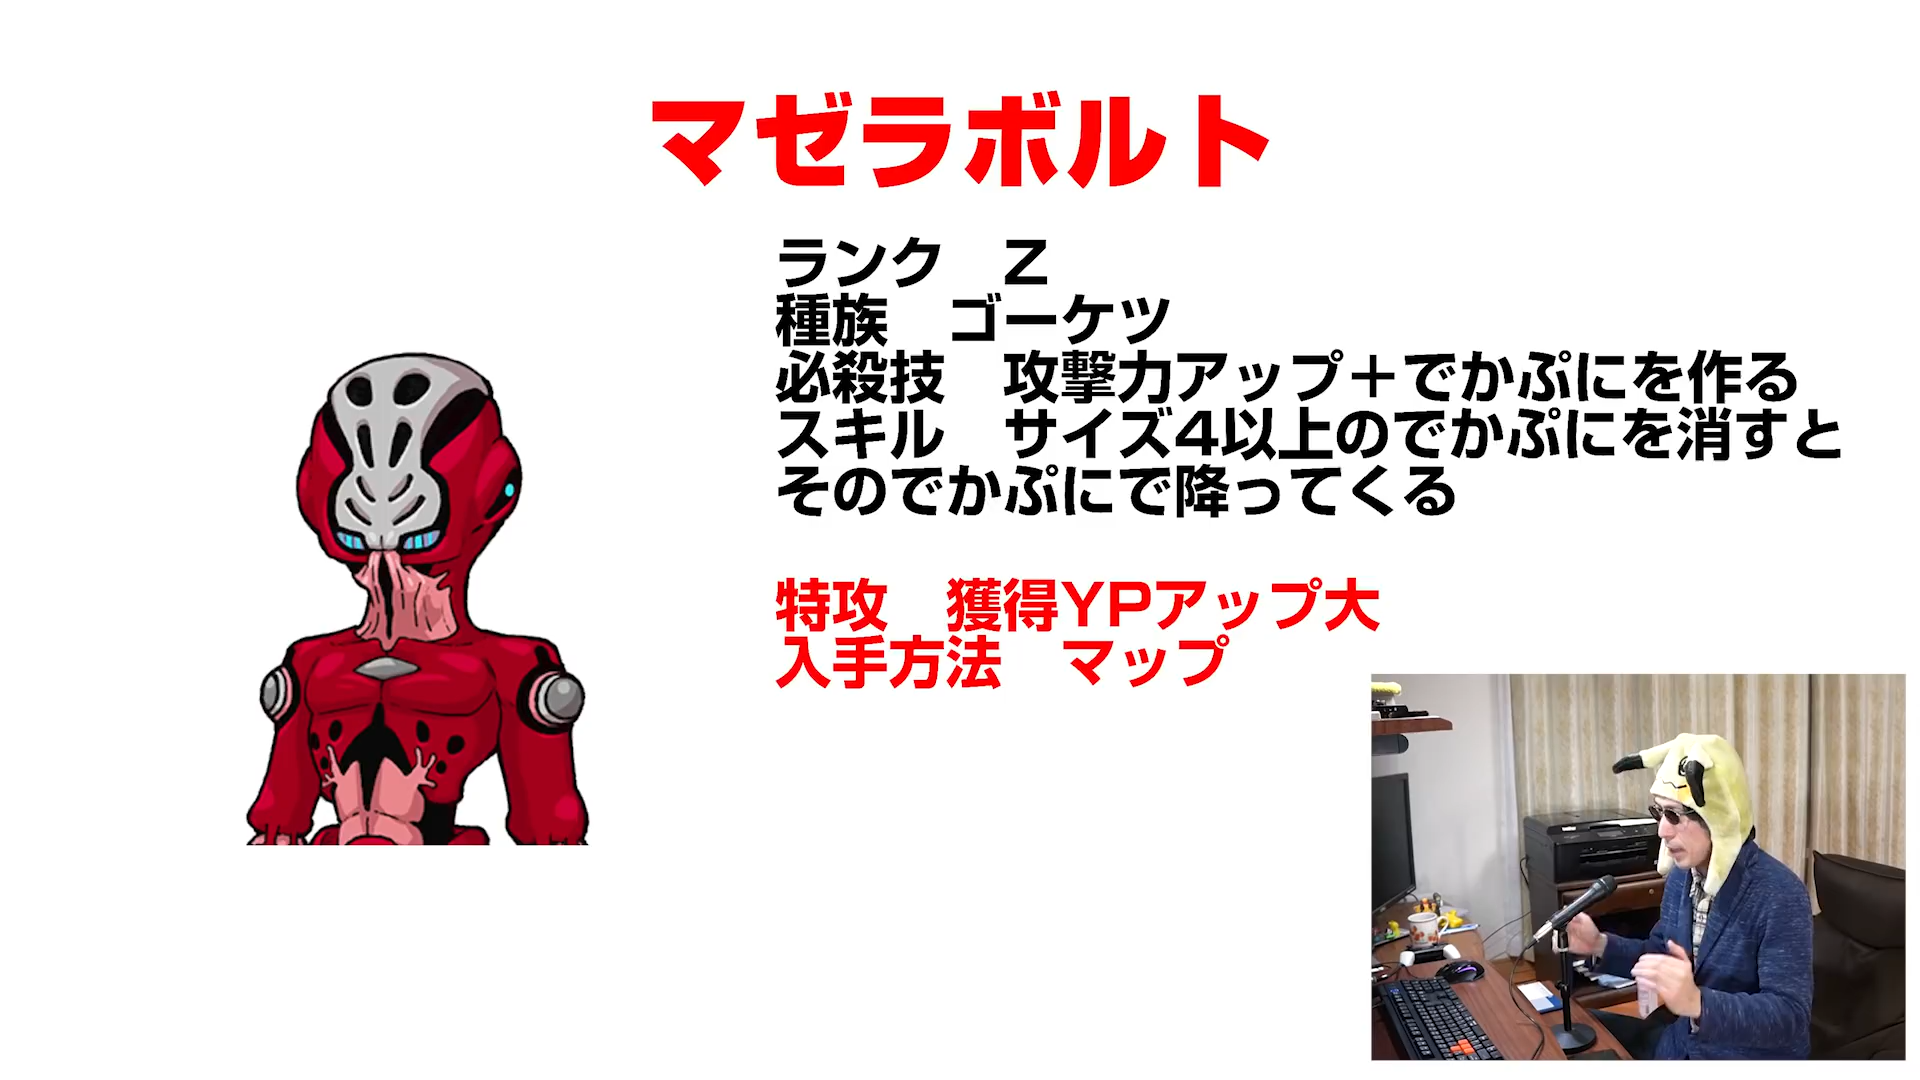 マゼラボルト
ランク　Z
種族　ゴーケツ
必殺技　攻撃力アップ＋でかぷにを作る
スキル　サイズ4以上のでかぷにを消すと
そのでかぷにで降ってくる
特攻　獲得YPアップ大
入手方法　マップ